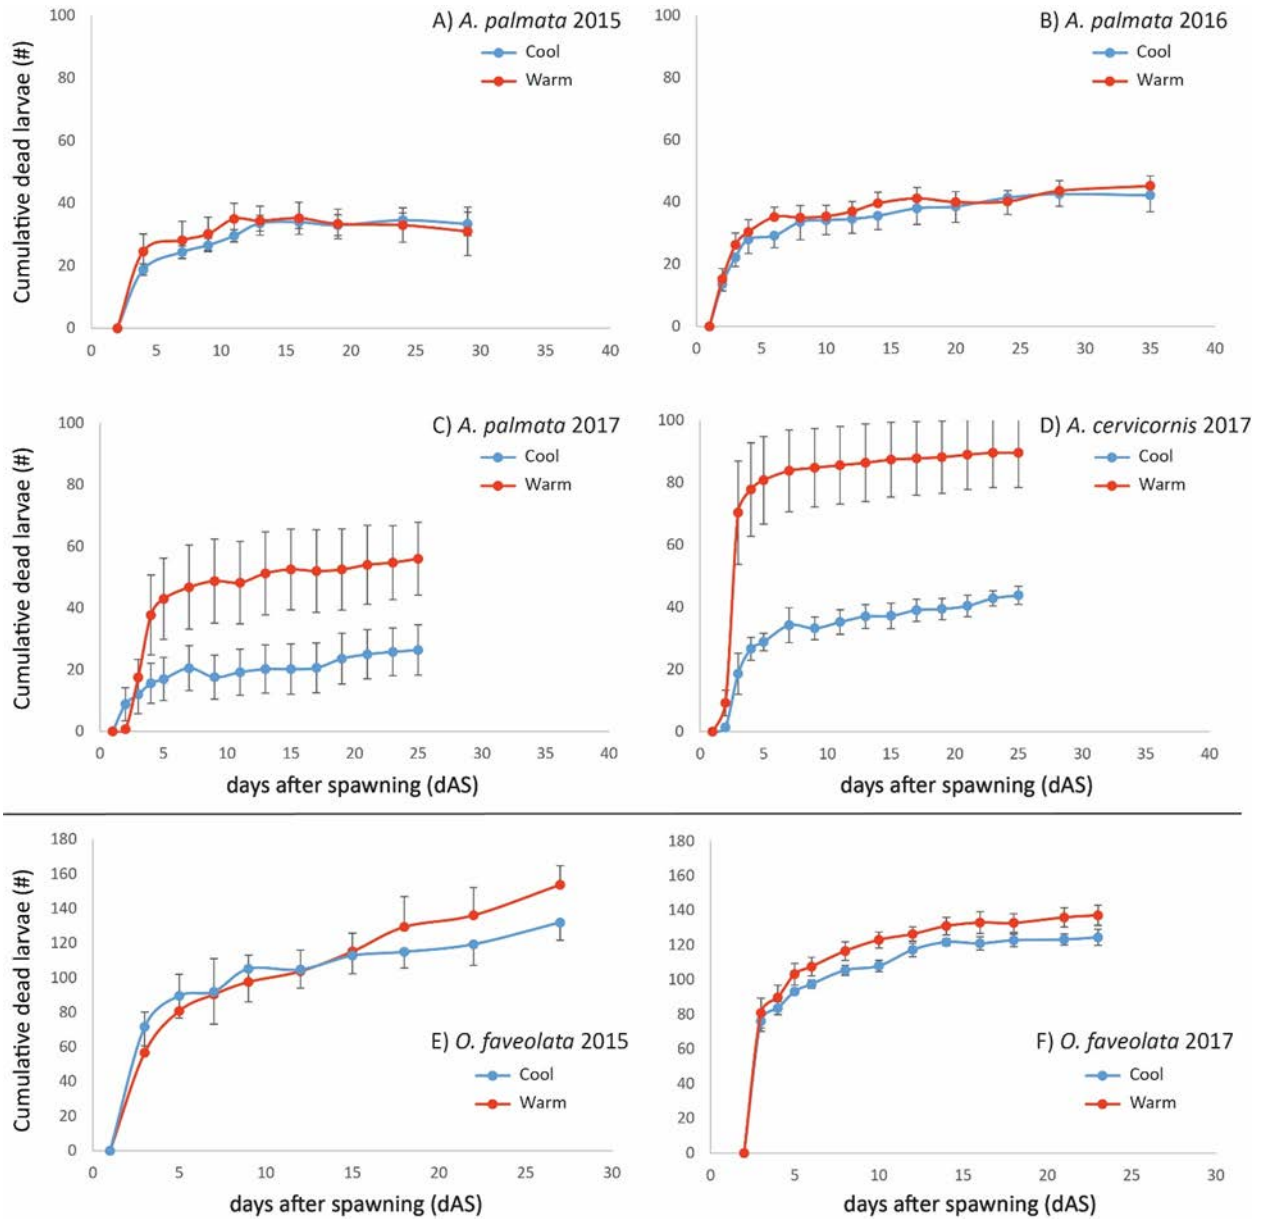 A) A. palmata 2015
Cool
Warm
Cumulative dead larvae (#)
100
80
60
40
20
0
0 5 10 15 20 25 30 35 40
B) A. palmata 2016
Cool
Warm
100
80
60
40
20
0
0 5 10 15 20 25 30 35 40
C) A. palmata 2017
Cool
Warm
Cumulative dead larvae (#)
100
80
60
40
20
0
0 5 10 15 20 25 30 35 40
days after spawning (dAS)
D) A. cervicornis 2017
Cool
Warm
100
80
60
40
20
0
0 5 10 15 20 25 30 35 40
days after spawning (dAS)
E) O. faveolata 2015
Cool
Warm
Cumulative dead larvae (#)
180
160
140
120
100
80
60
40
20
0
0 5 10 15 20 25 30
days after spawning (dAS)
F) O. faveolata 2017
Cool
Warm
180
160
140
120
100
80
60
40
20
0
0 5 10 15 20 25 30
days after spawning (dAS)